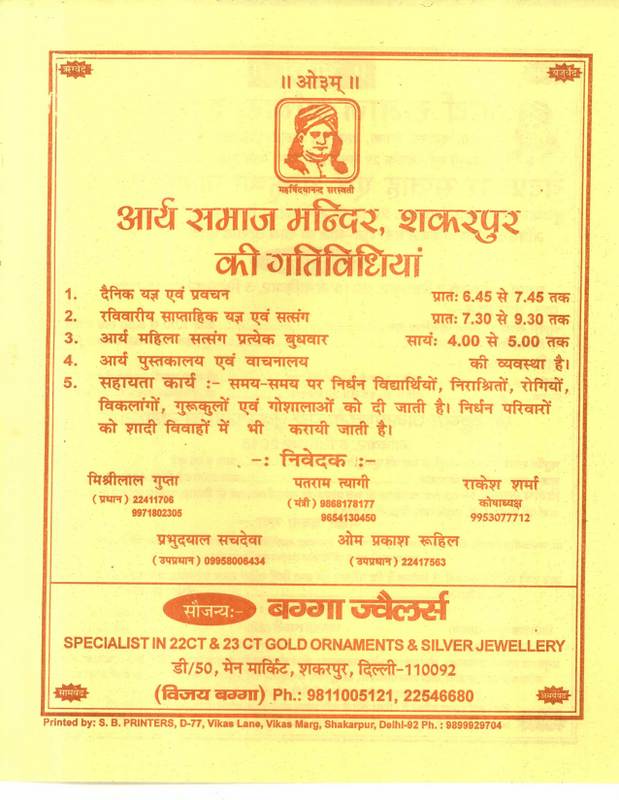 ऋग्वेद
यजुर्वेद
॥ ओ३म् ॥
महर्षिदयानन्द सरस्वती
आर्य समाज मन्दिर, शकरपुर
की गतिविधियां
1. दैनिक यज्ञ एवं प्रवचन प्रातः 6.45 से 7.45 तक
2. रविवारीय साप्ताहिक यज्ञ एवं सत्संग प्रातः 7.30 से 9.30 तक
3. आर्य महिला सत्संग प्रत्येक बुधवार सायंः 4.00 से 5.00 तक
4. आर्य पुस्तकालय एवं वाचनालय की व्यवस्था है।
5. सहायता कार्य :- समय-समय पर निर्धन विद्यार्थियों, निराश्रितों, रोगियों,
विकलांगों, गुरूकुलों एवं गोशालाओं को दी जाती है। निर्धन परिवारों
को शादी विवाहों में भी करायी जाती है।
-: निवेदक :-
मिश्रीलाल गुप्ता पतराम त्यागी राकेश शर्मा
(प्रधान) 22411706 (मंत्री) 9868178177 कोषाध्यक्ष
9971802305 9654130450 9953077712
प्रभुदयाल सचदेवा ओम प्रकाश रूहिल
(उपप्रधान) 09958006434 (उपप्रधान) 22417563
सौजन्यः- बग्गा ज्वैलर्स
SPECIALIST IN 22CT & 23 CT GOLD ORNAMENTS & SILVER JEWELLERY
डी/50, मेन मार्किट, शकरपुर, दिल्ली-110092
सामवेद (विजय बग्गा) Ph.: 9811005121, 22546680 अथर्ववेद
Printed by: S. B. PRINTERS, D-77, Vikas Lane, Vikas Marg, Shakarpur, Delhi-92 Ph. : 9899929704